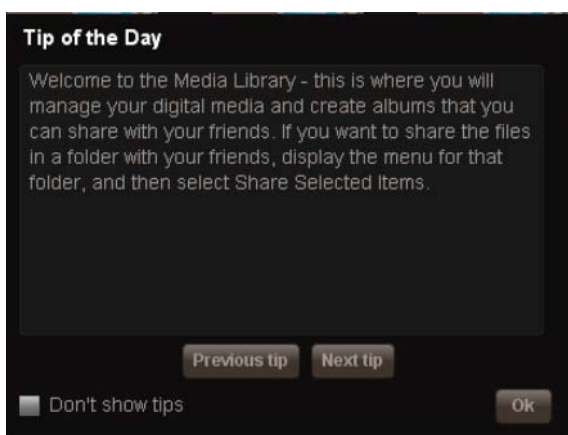 Tip of the Day
Welcome to the Media Library - this is where you will
manage your digital media and create albums that you
can share with your friends. If you want to share the files
in a folder with your friends, display the menu for that
folder, and then select Share Selected Items.
Previous tip Next tip
Don't show tips
Ok